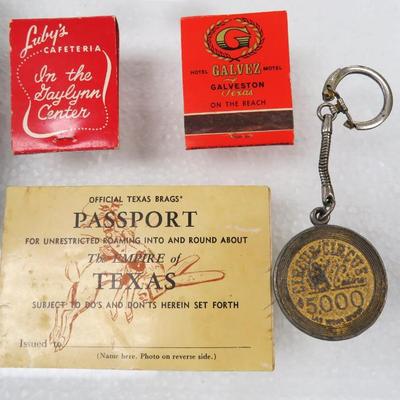 Luby's
CAFETERIA
In the
Gaylynn
Center
G
HOTEL GALVEZ MOTEL
GALVESTON
Texas
ON THE BEACH
OFFICIAL TEXAS BRAGS
PASSPORT
FOR UNRESTRICTED ROAMING INTO AND ROUND ABOUT
The EMPIRE of
TEXAS
SUBJECT TO DO'S AND DON'TS HEREIN SET FORTH
Issued to
(Name here. Photo on reverse side.)
CIRCUS
$5000